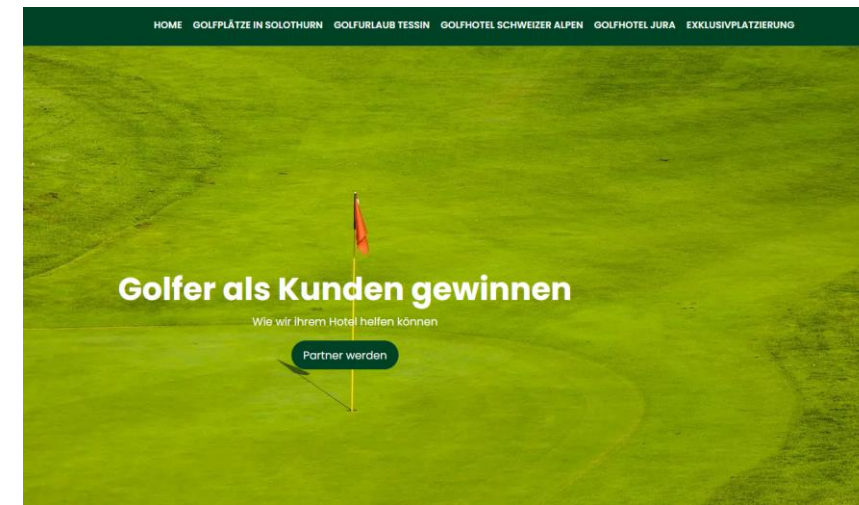 HOME GOLFPLÄTZE IN SOLOTHURN GOLFURLAUB TESSIN GOLFHOTEL SCHWEIZER ALPEN GOLFHOTEL JURA EXKLUSIVPLATZIERUNG
Golfer als Kunden gewinnen
Wie wir ihrem Hotel helfen können
Partner werden